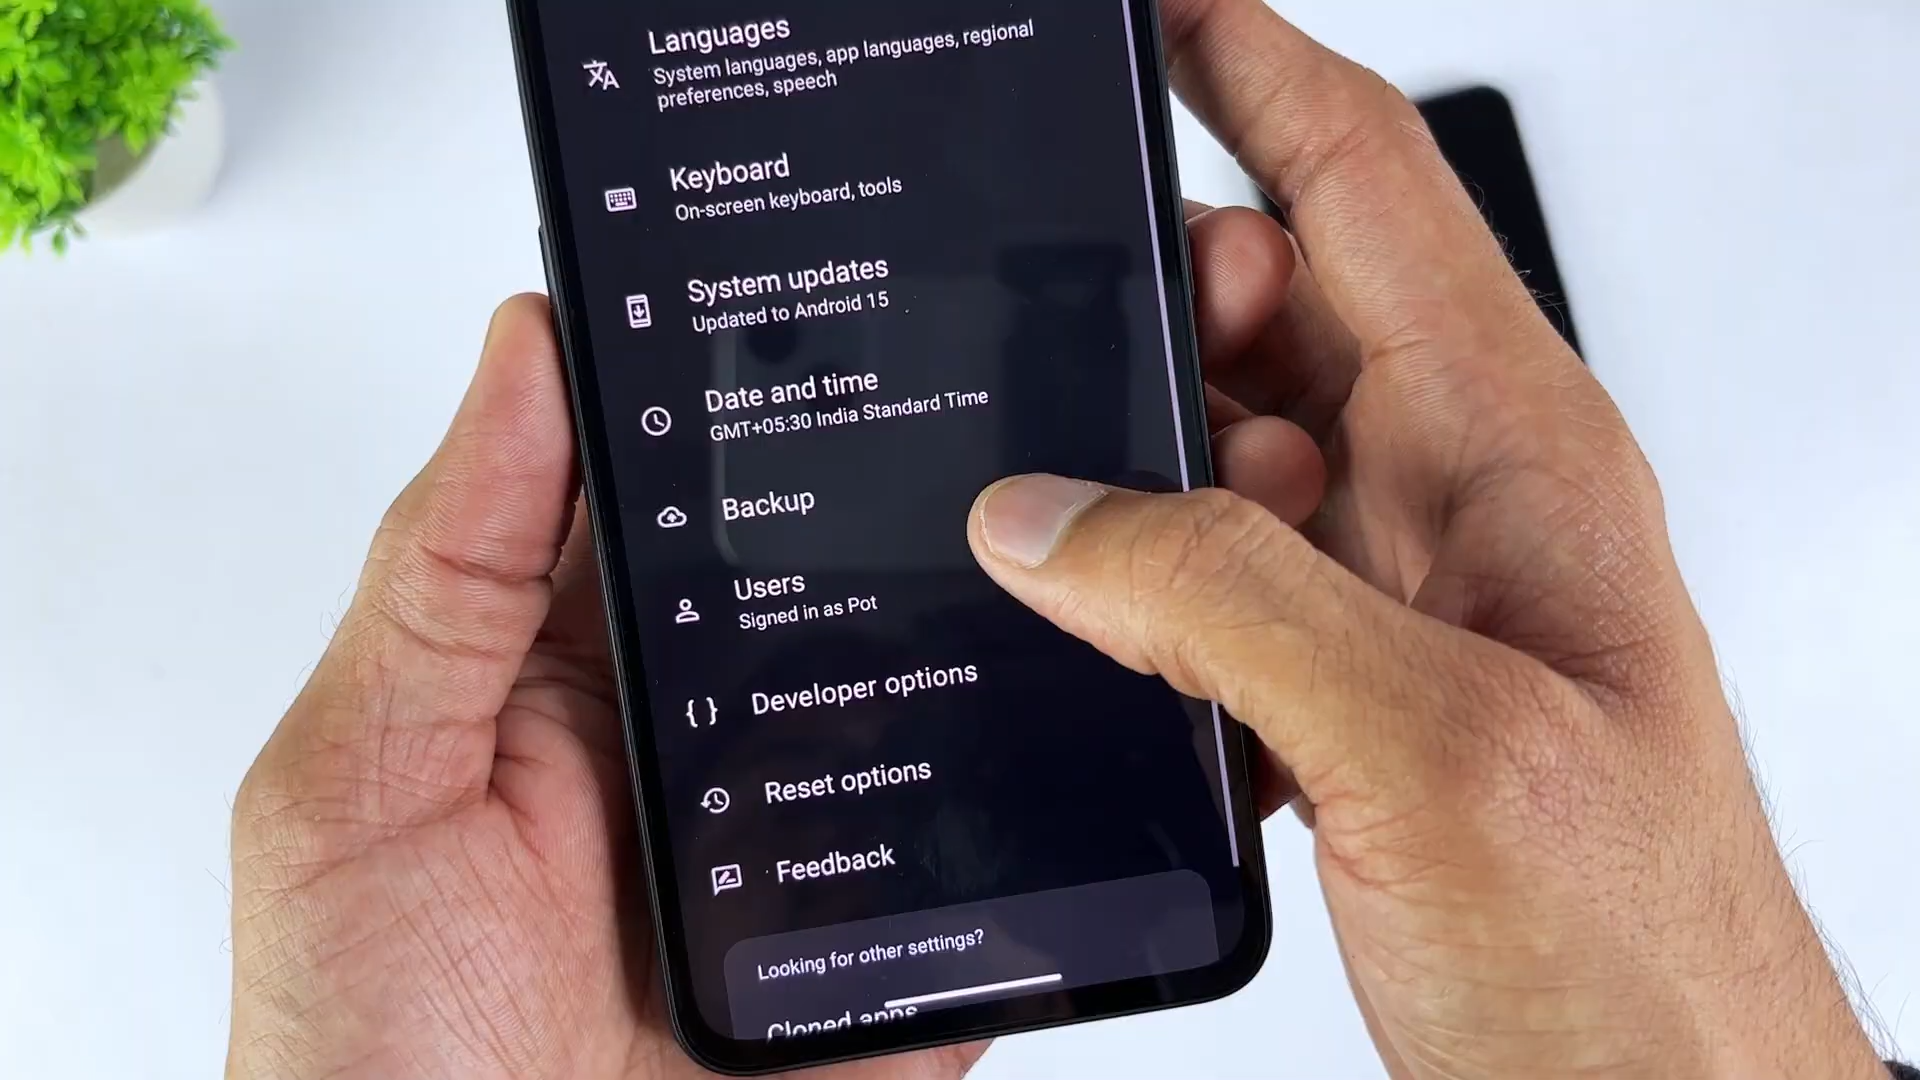 Languages
System languages, app languages, regional
preferences, speech
Keyboard
On-screen keyboard, tools
System updates
Updated to Android 15
Date and time
GMT+05:30 India Standard Time
Backup
Users
Signed in as Pot
{ } Developer options
Reset options
Feedback
Looking for other settings?
Cloned apps